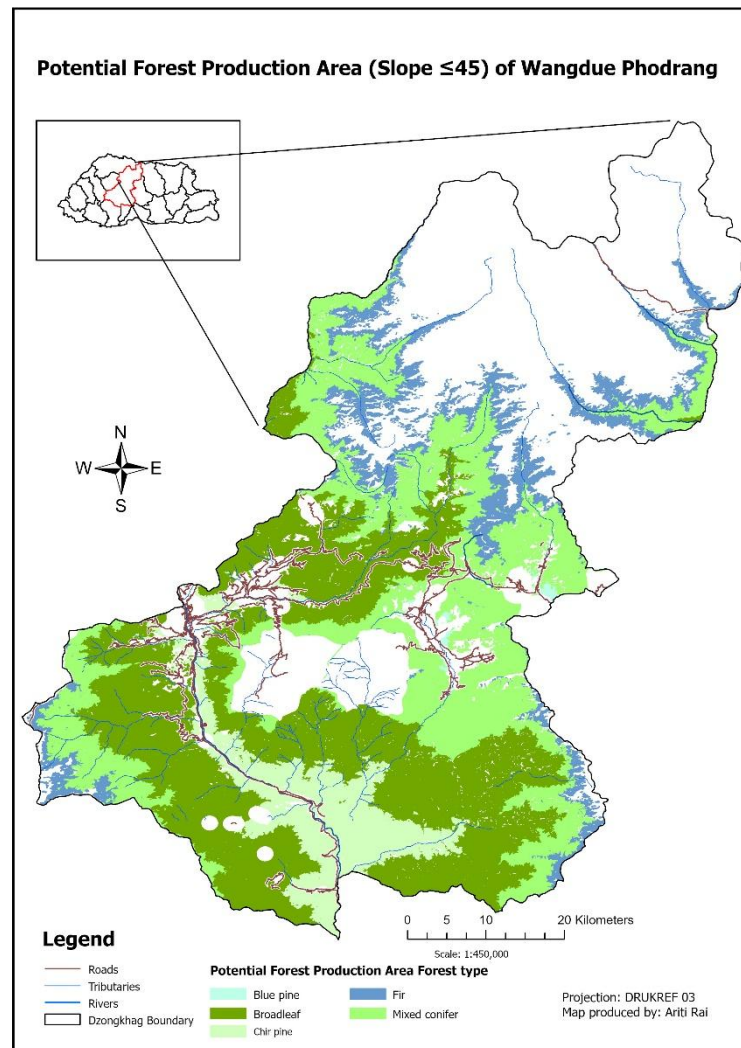 Potential Forest Production Area (Slope ≤45) of Wangdue Phodrang
N
W E
S
0 5 10 20 Kilometers
Scale: 1:450,000
Legend
Roads
Tributaries
Rivers
Dzongkhag Boundary
Potential Forest Production Area Forest type
Blue pine
Broadleaf
Chir pine
Fir
Mixed conifer
Projection: DRUKREF 03
Map produced by: Ariti Rai